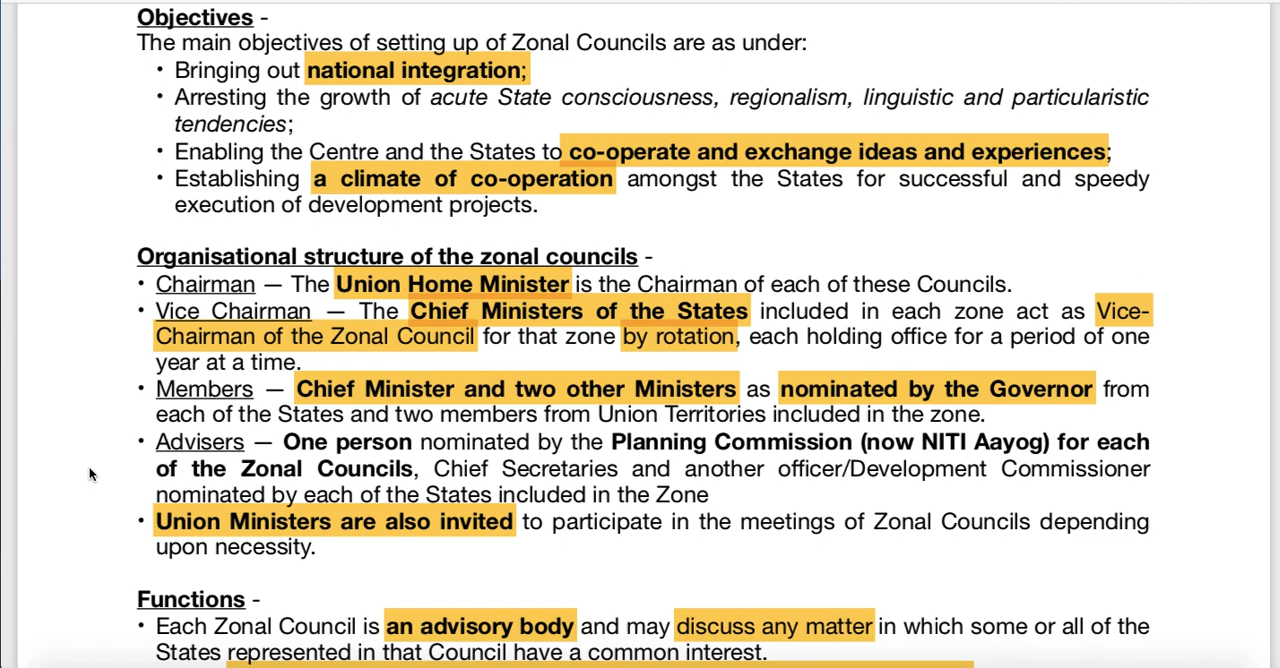 Objectives -
The main objectives of setting up of Zonal Councils are as under:
• Bringing out national integration;
• Arresting the growth of acute State consciousness, regionalism, linguistic and particularistic
tendencies;
• Enabling the Centre and the States to co-operate and exchange ideas and experiences;
• Establishing a climate of co-operation amongst the States for successful and speedy
execution of development projects.
Organisational structure of the zonal councils -
• Chairman — The Union Home Minister is the Chairman of each of these Councils.
• Vice Chairman — The Chief Ministers of the States included in each zone act as Vice-
Chairman of the Zonal Council for that zone by rotation, each holding office for a period of one
year at a time.
• Members — Chief Minister and two other Ministers as nominated by the Governor from
each of the States and two members from Union Territories included in the zone.
• Advisers — One person nominated by the Planning Commission (now NITI Aayog) for each
of the Zonal Councils, Chief Secretaries and another officer/Development Commissioner
nominated by each of the States included in the Zone
• Union Ministers are also invited to participate in the meetings of Zonal Councils depending
upon necessity.
Functions -
• Each Zonal Council is an advisory body and may discuss any matter in which some or all of the
States represented in that Council have a common interest.